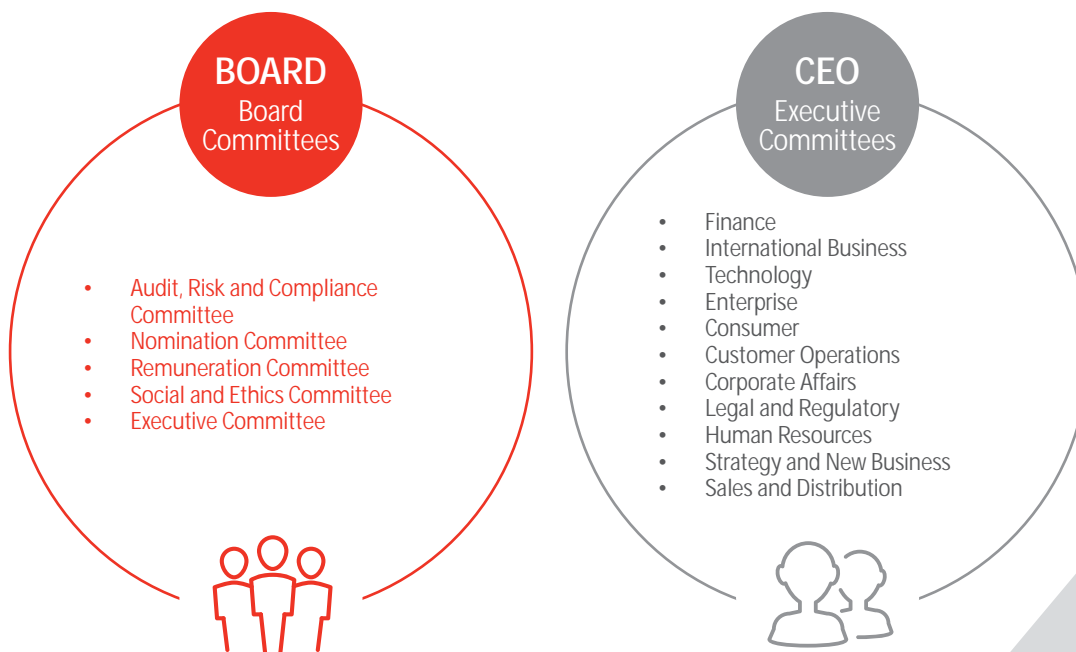 BOARD
Board
Committees
• Audit, Risk and Compliance
Committee
• Nomination Committee
• Remuneration Committee
• Social and Ethics Committee
• Executive Committee
CEO
Executive
Committees
• Finance
• International Business
• Technology
• Enterprise
• Consumer
• Customer Operations
• Corporate Affairs
• Legal and Regulatory
• Human Resources
• Strategy and New Business
• Sales and Distribution